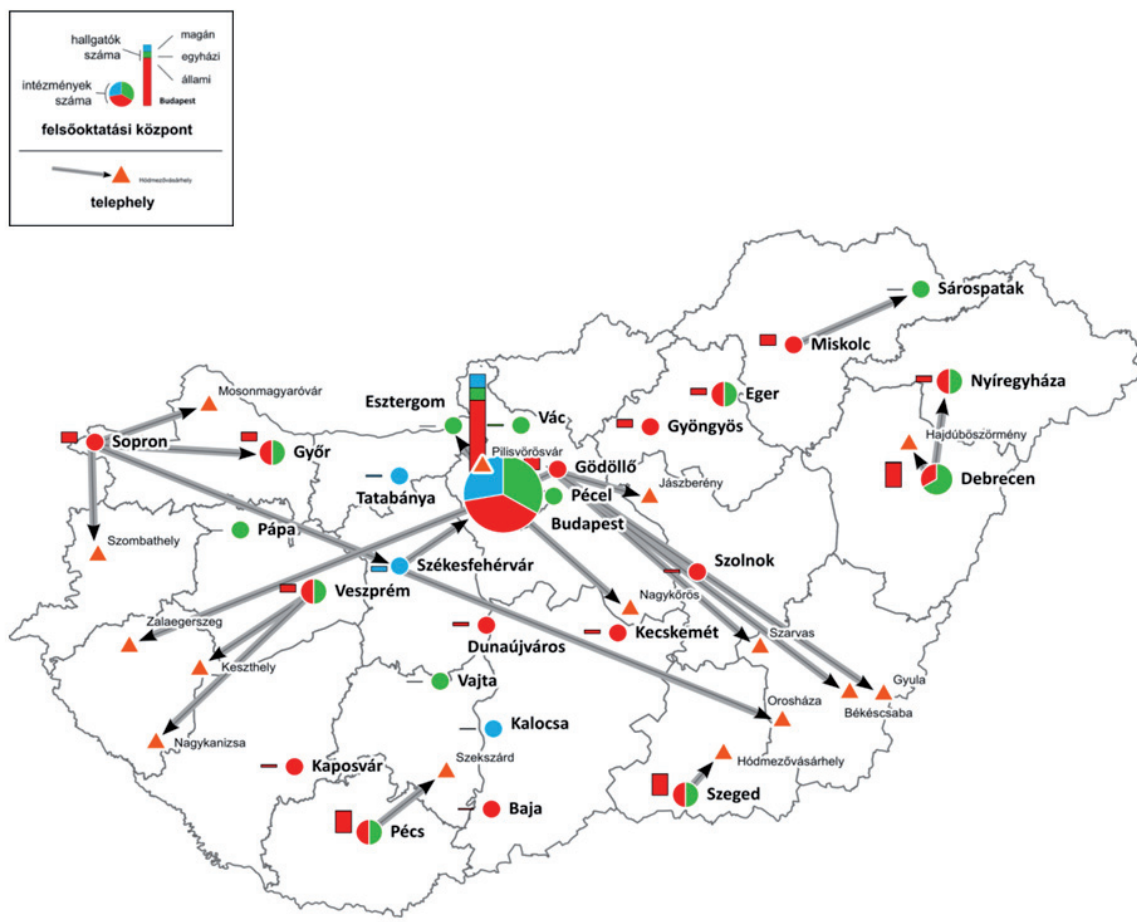 hallgatók
száma
magán
egyházi
állami
intézmények
száma
Budapest
felsőoktatási központ
Hódmezővásárhely
telephely
Sárospatak
Miskolc
Nyíregyháza
Mosonmagyaróvár
Esztergom
Vác
Eger
Gyöngyös
Hajdúböszörmény
Sopron
Győr
Pilisvörösvár
Gödöllő
Debrecen
Tatabánya
Pécel
Jászberény
Budapest
Pápa
Szombathely
Székesfehérvár
Szolnok
Veszprém
Nagykőrös
Zalaegerszeg
Dunaújváros
Kecskemét
Szarvas
Keszthely
Vajta
Gyula
Orosháza
Békéscsaba
Kalocsa
Nagykanizsa
Szekszárd
Hódmezővásárhely
Kaposvár
Szeged
Baja
Pécs